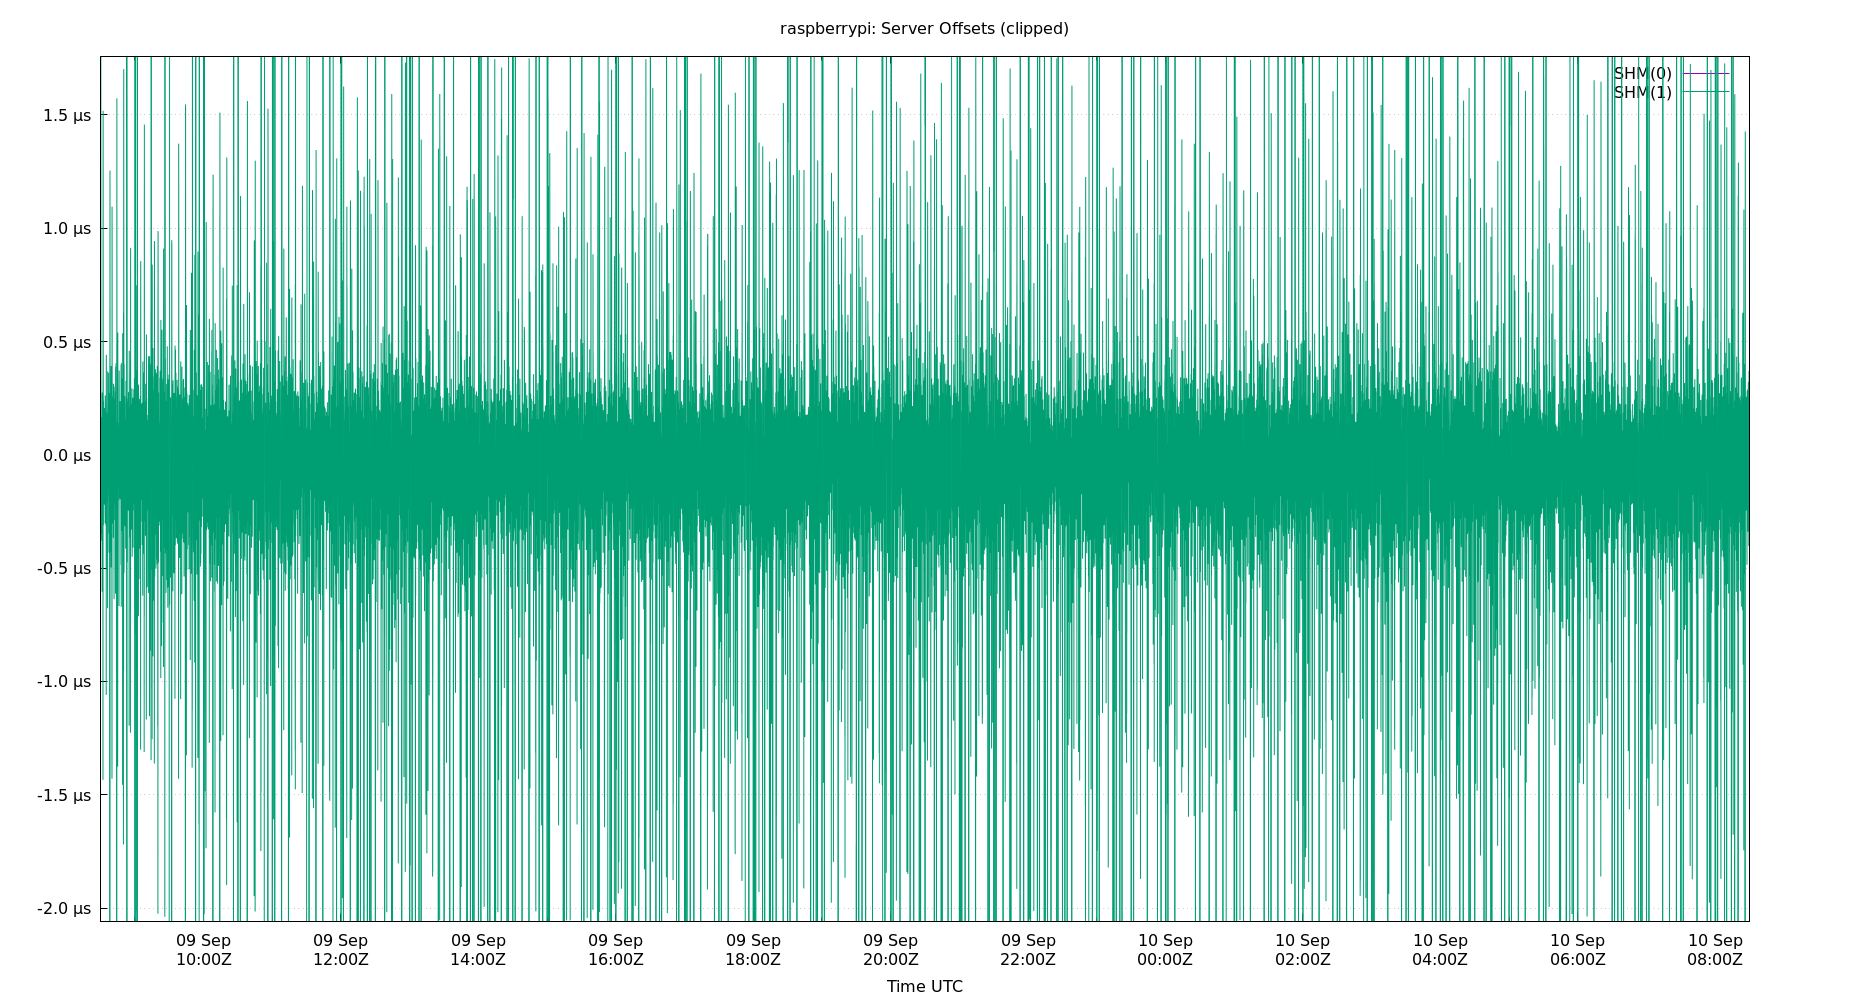 raspberrypi: Server Offsets (clipped)
SHM(0)
SHM(1)
1.5 µs
1.0 µs
0.5 µs
0.0 µs
-0.5 µs
-1.0 µs
-1.5 µs
-2.0 µs
09 Sep 09 Sep 09 Sep 09 Sep 09 Sep 09 Sep 09 Sep 10 Sep 10 Sep 10 Sep 10 Sep 10 Sep
10:00Z 12:00Z 14:00Z 16:00Z 18:00Z 20:00Z 22:00Z 00:00Z 02:00Z 04:00Z 06:00Z 08:00Z
Time UTC